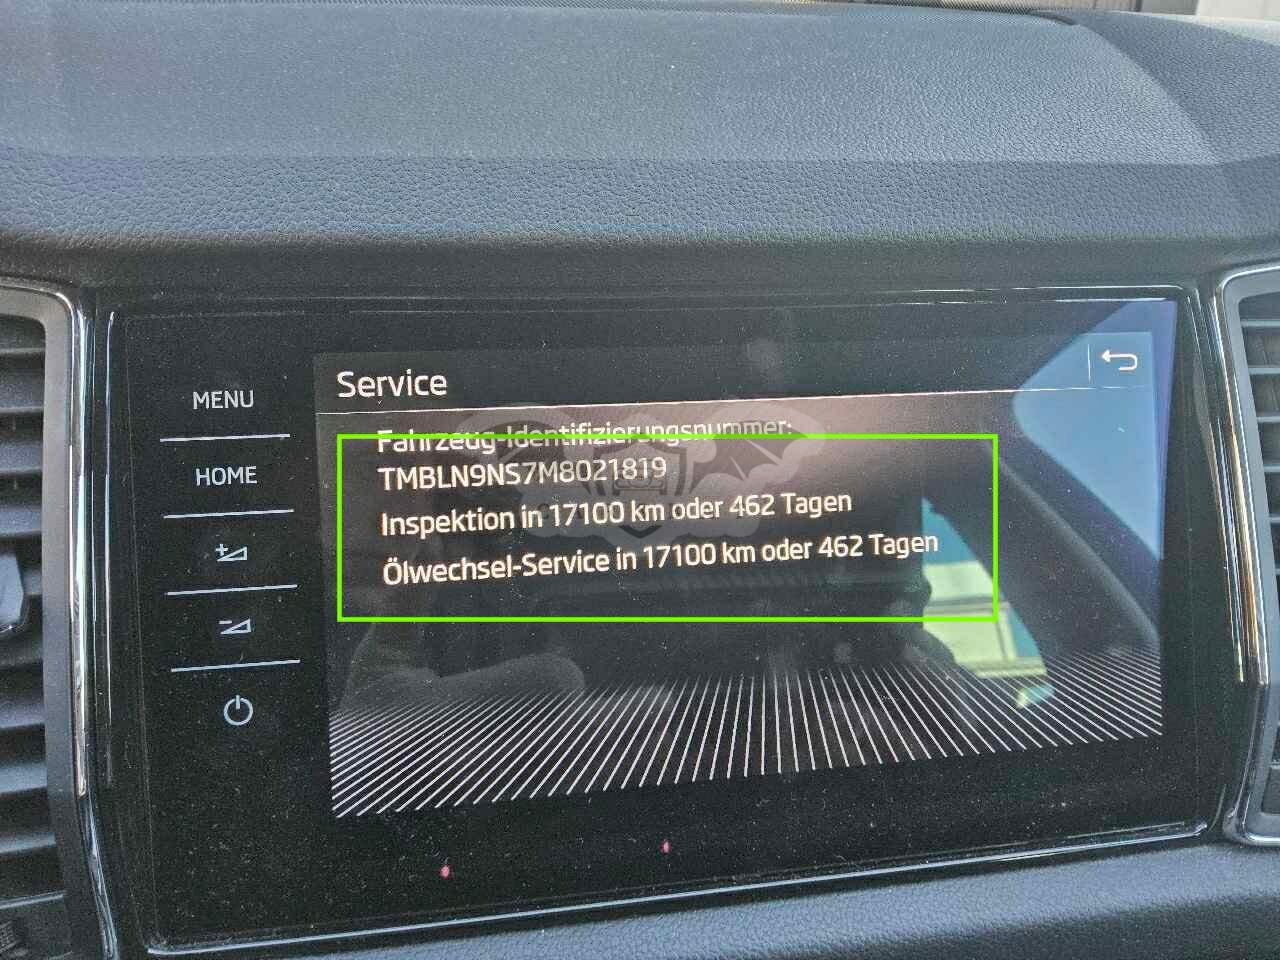 MENU
HOME
Service
Fahrzeug-Identifizierungsnummer:
TMBLN9NS7M8021819
Inspektion in 17100 km oder 462 Tagen
Ölwechsel-Service in 17100 km oder 462 Tagen